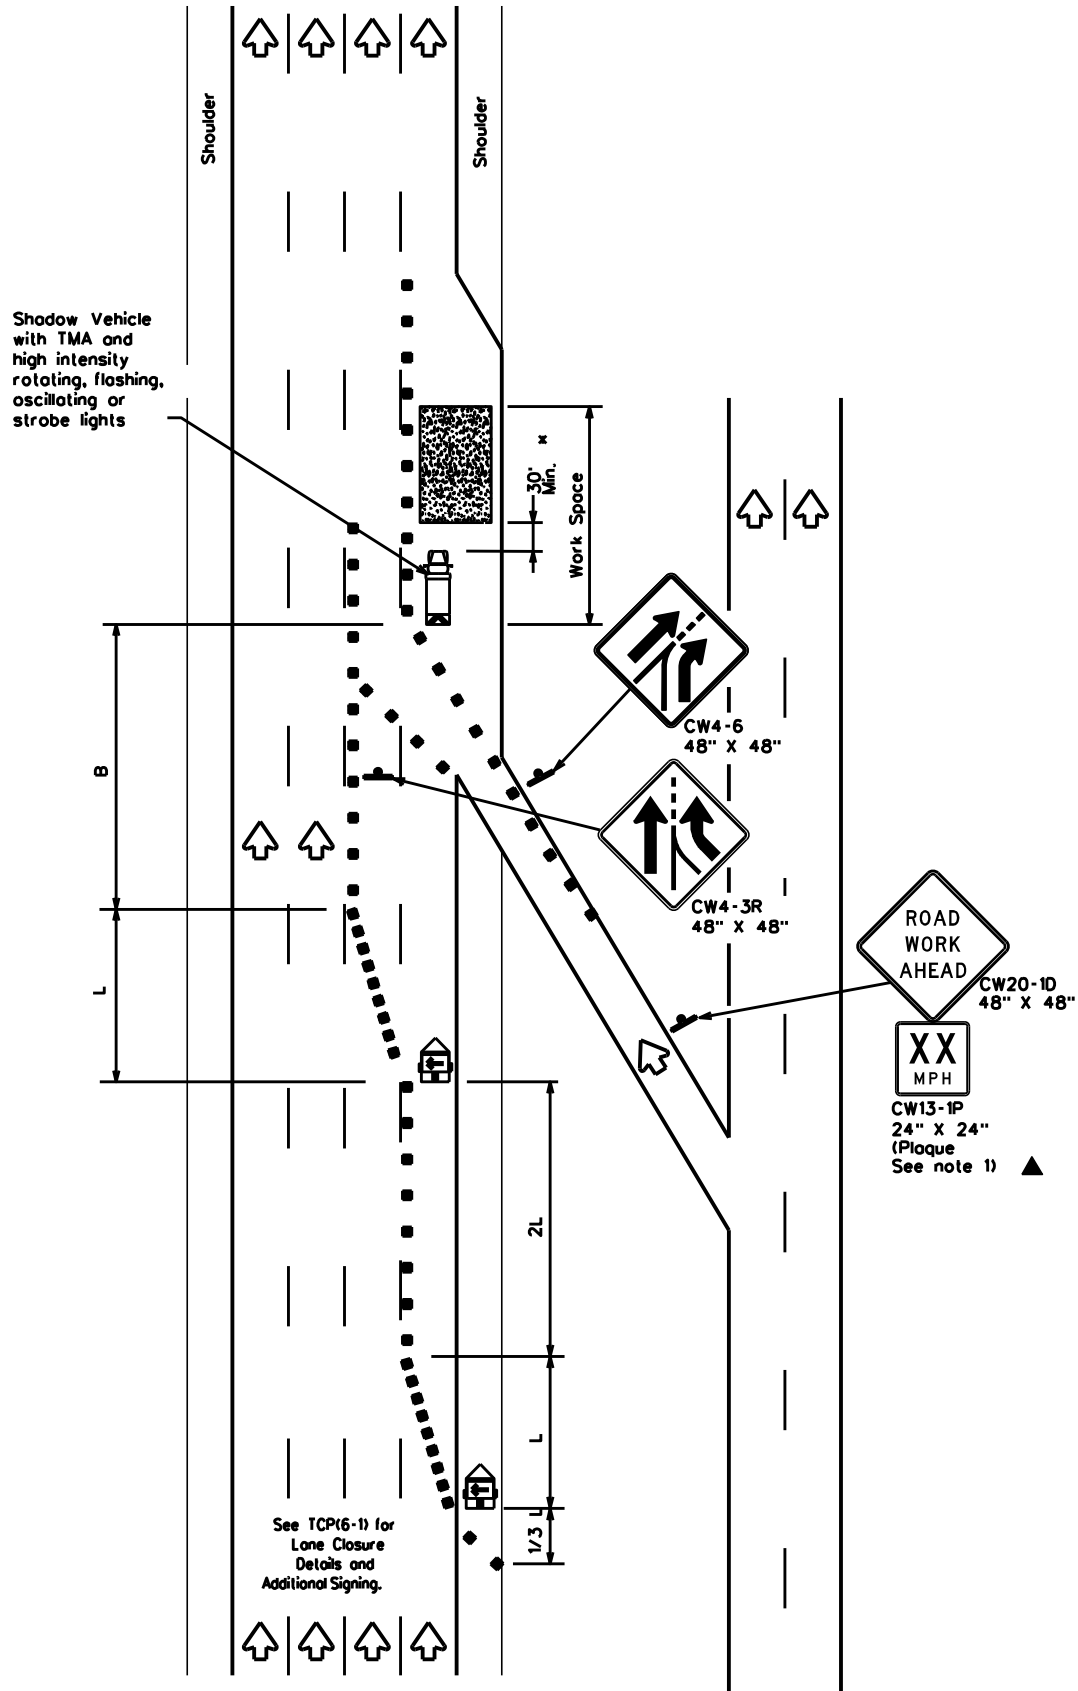 Shoulder
Shoulder
Shadow Vehicle
with TMA and
high intensity
rotating, flashing,
oscillating or
strobe lights
30'
Min.
x
Work Space
CW4-6
48" X 48"
B
CW4-3R
48" X 48"
ROAD
WORK
AHEAD
CW20-1D
48" X 48"
L
XX
MPH
CW13-1P
24" X 24"
(Plaque
See note 1)
2L
L
1/3 L
See TCP(6-1) for
Lane Closure
Details and
Additional Signing.